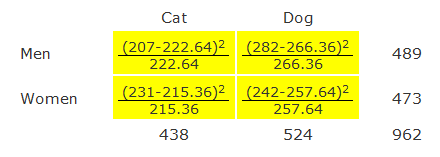 Cat Dog
Men (207-222.64)² / 222.64 (282-266.36)² / 266.36 489
Women (231-215.36)² / 215.36 (242-257.64)² / 257.64 473
438 524 962